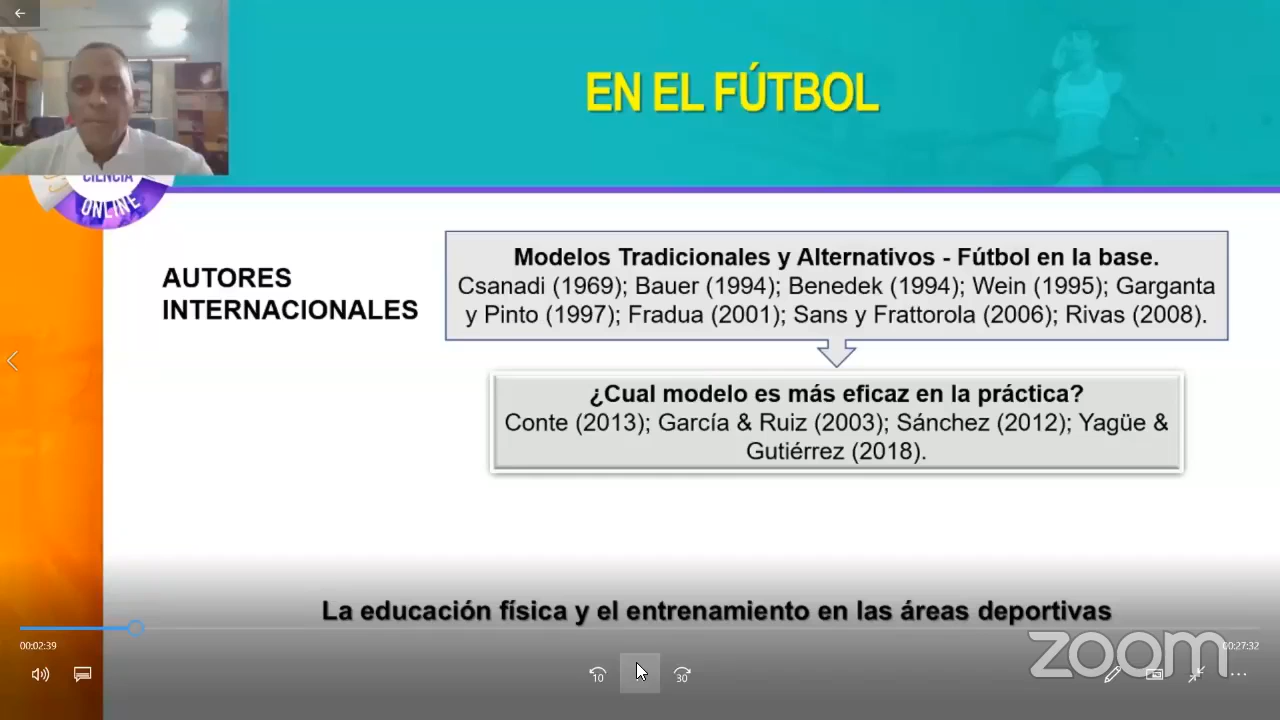 EN EL FÚTBOL
CIENCIA
ONLINE
AUTORES
INTERNACIONALES
Modelos Tradicionales y Alternativos - Fútbol en la base.
Csanadi (1969); Bauer (1994); Benedek (1994); Wein (1995); Garganta
y Pinto (1997); Fradua (2001); Sans y Frattorola (2006); Rivas (2008).
¿Cual modelo es más eficaz en la práctica?
Conte (2013); García & Ruiz (2003); Sánchez (2012); Yagüe &
Gutiérrez (2018).
La educación física y el entrenamiento en las áreas deportivas
00:02:39
00:27:32
zoom
10
30